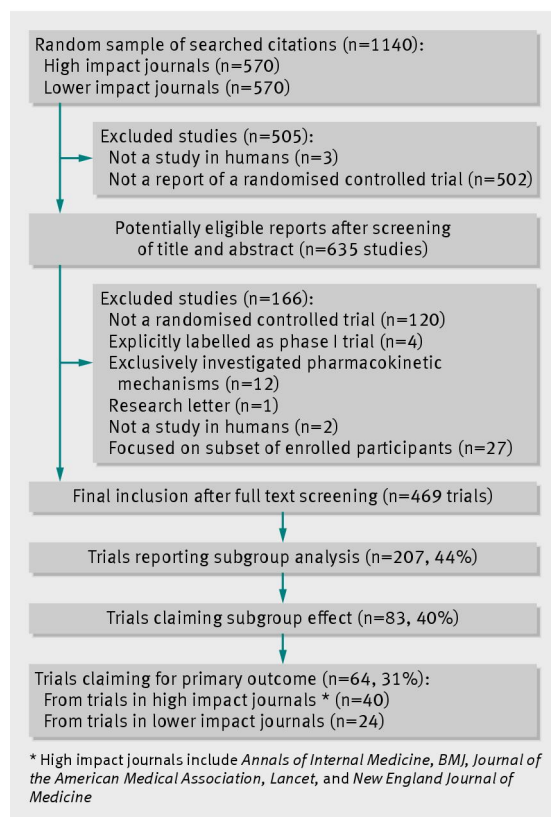 Random sample of searched citations (n=1140):
High impact journals (n=570)
Lower impact journals (n=570)
Excluded studies (n=505):
Not a study in humans (n=3)
Not a report of a randomised controlled trial (n=502)
Potentially eligible reports after screening
of title and abstract (n=635 studies)
Excluded studies (n=166):
Not a randomised controlled trial (n=120)
Explicitly labelled as phase I trial (n=4)
Exclusively investigated pharmacokinetic
mechanisms (n=12)
Research letter (n=1)
Not a study in humans (n=2)
Focused on subset of enrolled participants (n=27)
Final inclusion after full text screening (n=469 trials)
Trials reporting subgroup analysis (n=207, 44%)
Trials claiming subgroup effect (n=83, 40%)
Trials claiming for primary outcome (n=64, 31%):
From trials in high impact journals * (n=40)
From trials in lower impact journals (n=24)
* High impact journals include Annals of Internal Medicine, BMJ, Journal of
the American Medical Association, Lancet, and New England Journal of
Medicine